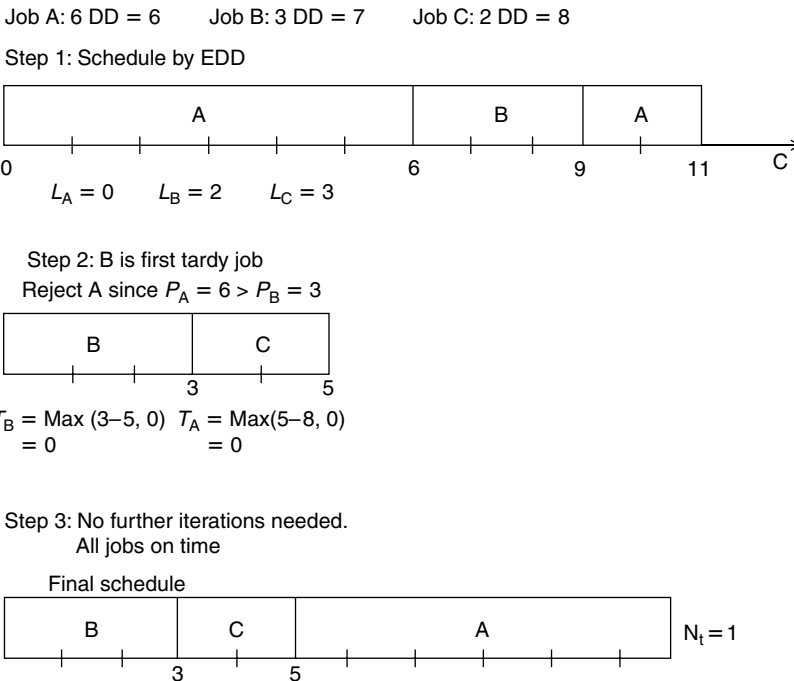 Job A: 6 DD = 6 Job B: 3 DD = 7 Job C: 2 DD = 8
Step 1: Schedule by EDD
A B A
0 6 9 11 C
L_A = 0 L_B = 2 L_C = 3
Step 2: B is first tardy job
Reject A since P_A = 6 > P_B = 3
B C
3 5
T_B = Max (3–5, 0) T_A = Max(5–8, 0)
= 0 = 0
Step 3: No further iterations needed.
All jobs on time
Final schedule
B C A N_t = 1
3 5